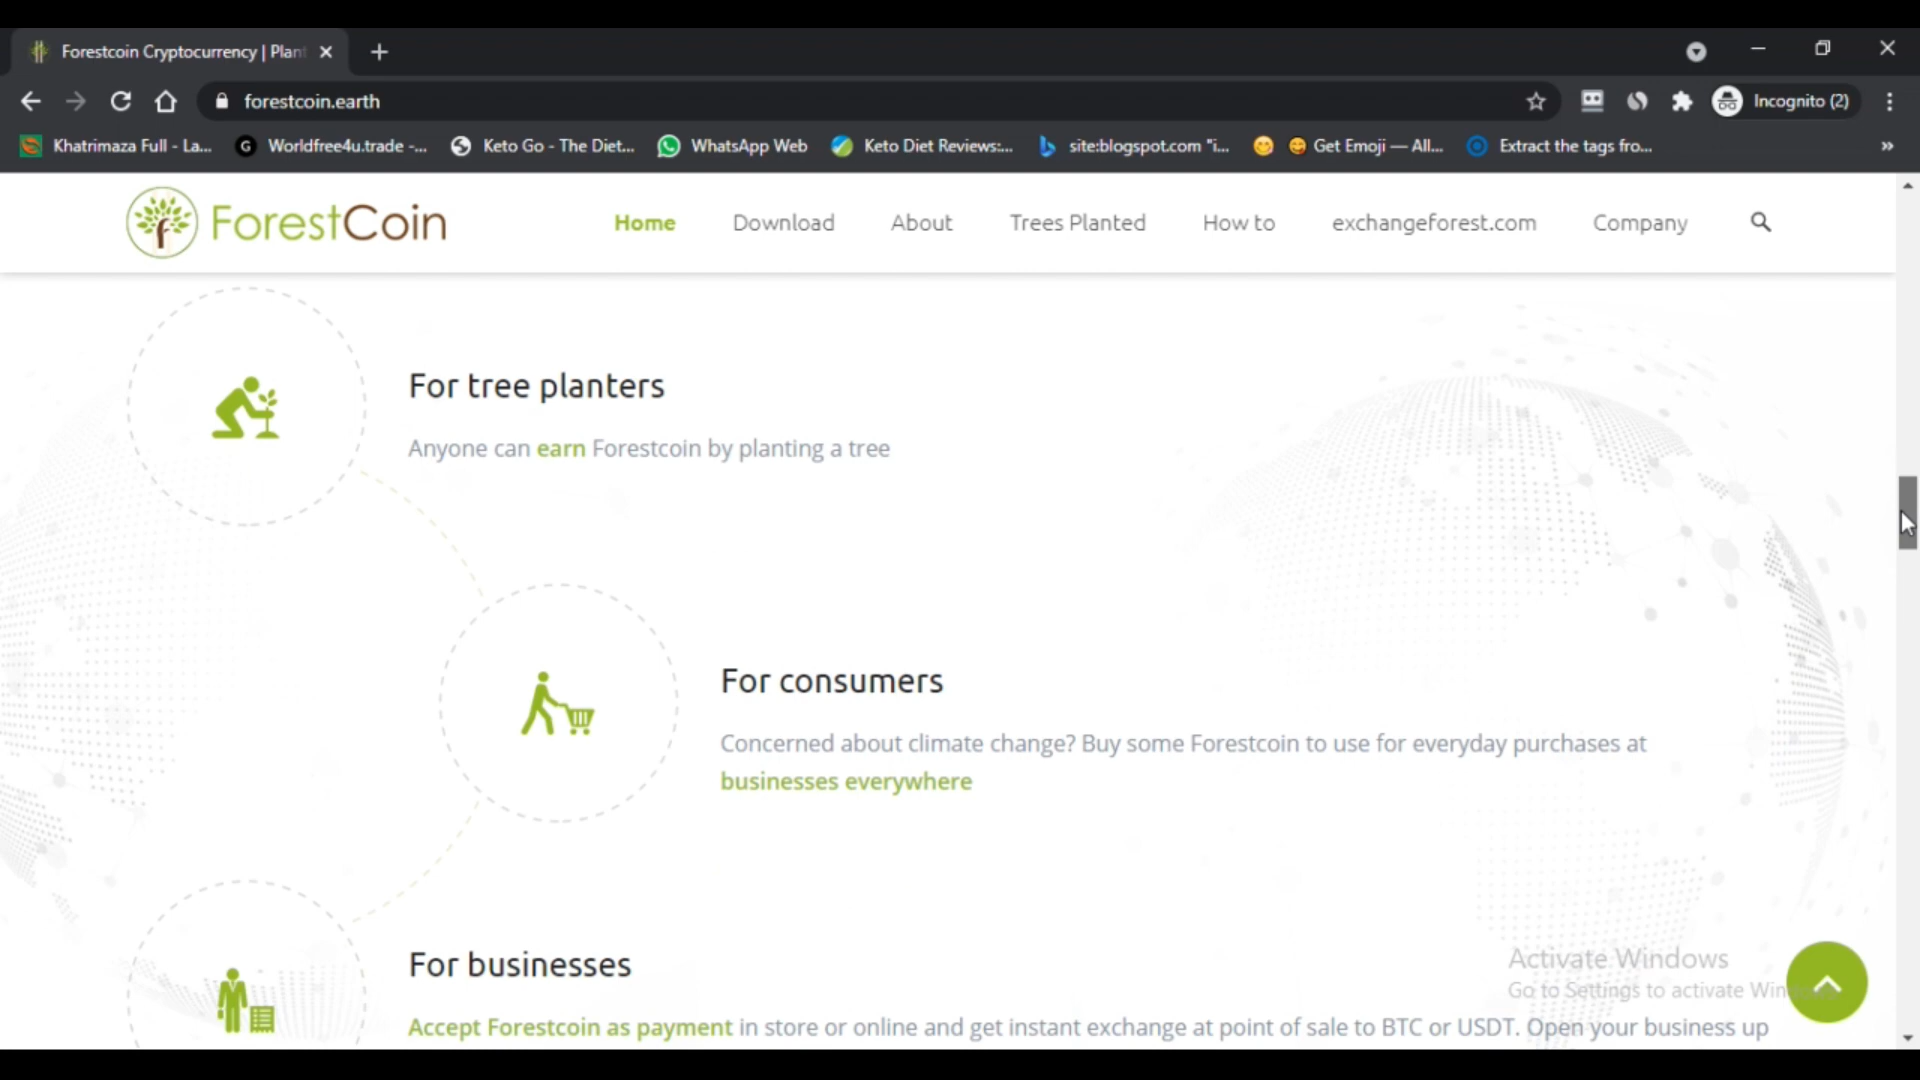 Forestcoin Cryptocurrency | Plan
forestcoin.earth
Incognito (2)
Khatrimaza Full - La...
G
Worldfree4u.trade -...
Keto Go - The Diet...
WhatsApp Web
Keto Diet Reviews:...
site:blogspot.com "i...
Get Emoji — All...
Extract the tags fro...
»
f
ForestCoin
Home
Download
About
Trees Planted
How to
exchangeforest.com
Company
For tree planters
Anyone can earn Forestcoin by planting a tree
For consumers
Concerned about climate change? Buy some Forestcoin to use for everyday purchases at
businesses everywhere
For businesses
Accept Forestcoin as payment in store or online and get instant exchange at point of sale to BTC or USDT. Open your business up
Activate Windows
Go to Settings to activate Windows